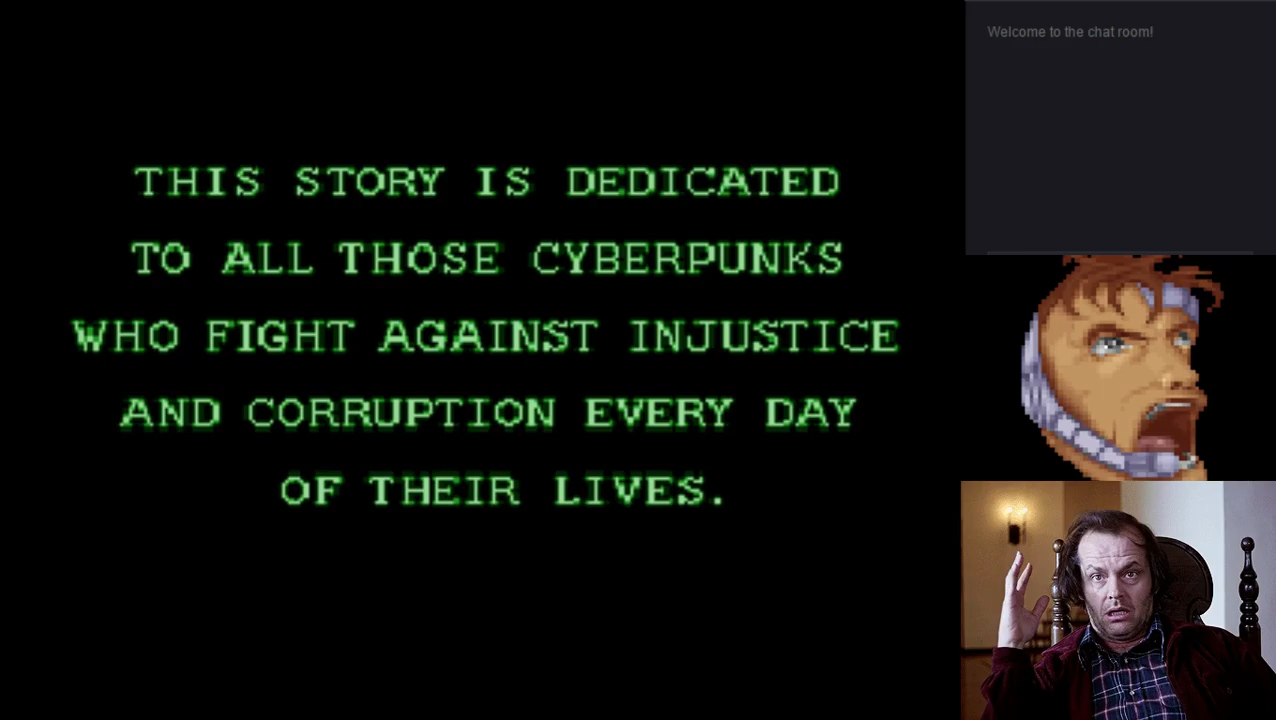 THIS STORY IS DEDICATED
TO ALL THOSE CYBERPUNKS
WHO FIGHT AGAINST INJUSTICE
AND CORRUPTION EVERY DAY
OF THEIR LIVES.
Welcome to the chat room!